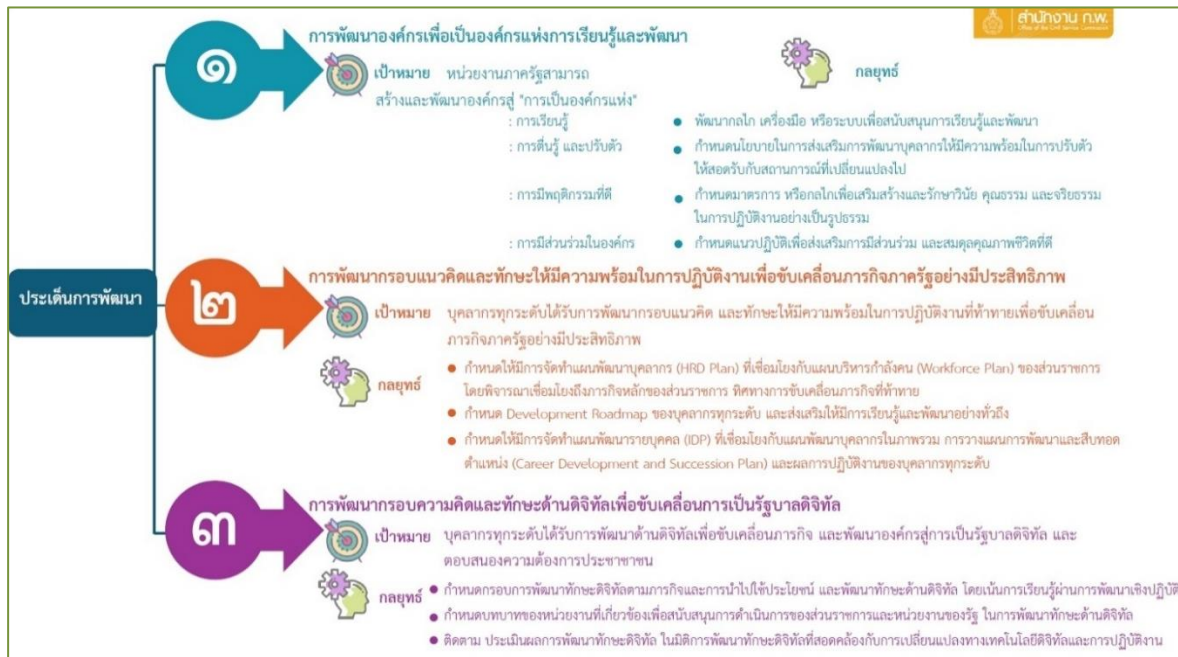 สำนักงาน ก.พ.
Office of the Civil Service Commission
ประเด็นการพัฒนา
๑
การพัฒนาองค์กรเพื่อเป็นองค์กรแห่งการเรียนรู้และพัฒนา
เป้าหมาย หน่วยงานภาครัฐสามารถ
สร้างและพัฒนาองค์กรสู่ "การเป็นองค์กรแห่ง"
กลยุทธ์
: การเรียนรู้
● พัฒนากลไก เครื่องมือ หรือระบบเพื่อสนับสนุนการเรียนรู้และพัฒนา
: การตื่นรู้ และปรับตัว
● กำหนดนโยบายในการส่งเสริมการพัฒนาบุคลากรให้มีความพร้อมในการปรับตัว
ให้สอดรับกับสถานการณ์ที่เปลี่ยนแปลงไป
: การมีพฤติกรรมที่ดี
● กำหนดมาตรการ หรือกลไกเพื่อเสริมสร้างและรักษาวินัย คุณธรรม และจริยธรรม
ในการปฏิบัติงานอย่างเป็นรูปธรรม
: การมีส่วนร่วมในองค์กร
● กำหนดแนวปฏิบัติเพื่อส่งเสริมการมีส่วนร่วม และสมดุลคุณภาพชีวิตที่ดี
๒
การพัฒนากรอบแนวคิดและทักษะให้มีความพร้อมในการปฏิบัติงานเพื่อขับเคลื่อนภารกิจภาครัฐอย่างมีประสิทธิภาพ
เป้าหมาย บุคลากรทุกระดับได้รับการพัฒนากรอบแนวคิด และทักษะให้มีความพร้อมในการปฏิบัติงานที่ท้าทายเพื่อขับเคลื่อน
ภารกิจภาครัฐอย่างมีประสิทธิภาพ
กลยุทธ์
● กำหนดให้มีการจัดทำแผนพัฒนาบุคลากร (HRD Plan) ที่เชื่อมโยงกับแผนบริหารกำลังคน (Workforce Plan) ของส่วนราชการ
โดยพิจารณาเชื่อมโยงถึงภารกิจหลักของส่วนราชการ ทิศทางการขับเคลื่อนภารกิจที่ท้าทาย
● กำหนด Development Roadmap ของบุคลากรทุกระดับ และส่งเสริมให้มีการเรียนรู้และพัฒนาอย่างทั่วถึง
● กำหนดให้มีการจัดทำแผนพัฒนารายบุคคล (IDP) ที่เชื่อมโยงกับแผนพัฒนาบุคลากรในภาพรวม การวางแผนการพัฒนาและสืบทอด
ตำแหน่ง (Career Development and Succession Plan) และผลการปฏิบัติงานของบุคลากรทุกระดับ
๓
การพัฒนากรอบความคิดและทักษะด้านดิจิทัลเพื่อขับเคลื่อนการเป็นรัฐบาลดิจิทัล
เป้าหมาย บุคลากรทุกระดับได้รับการพัฒนาด้านดิจิทัลเพื่อขับเคลื่อนภารกิจ และพัฒนาองค์กรสู่การเป็นรัฐบาลดิจิทัล และ
ตอบสนองความต้องการประชาชาชน
กลยุทธ์
● กำหนดกรอบการพัฒนาทักษะดิจิทัลตามภารกิจและการนำไปใช้ประโยชน์ และพัฒนาทักษะด้านดิจิทัล โดยเน้นการเรียนรู้ผ่านการพัฒนาเชิงปฏิบัติ
● กำหนดบทบาทของหน่วยงานที่เกี่ยวข้องเพื่อสนับสนุนการดำเนินการของส่วนราชการและหน่วยงานของรัฐ ในการพัฒนาทักษะด้านดิจิทัล
● ติดตาม ประเมินผลการพัฒนาทักษะดิจิทัล ในมิติการพัฒนาทักษะดิจิทัลที่สอดคล้องกับการเปลี่ยนแปลงทางเทคโนโลยีดิจิทัลและการปฏิบัติงาน